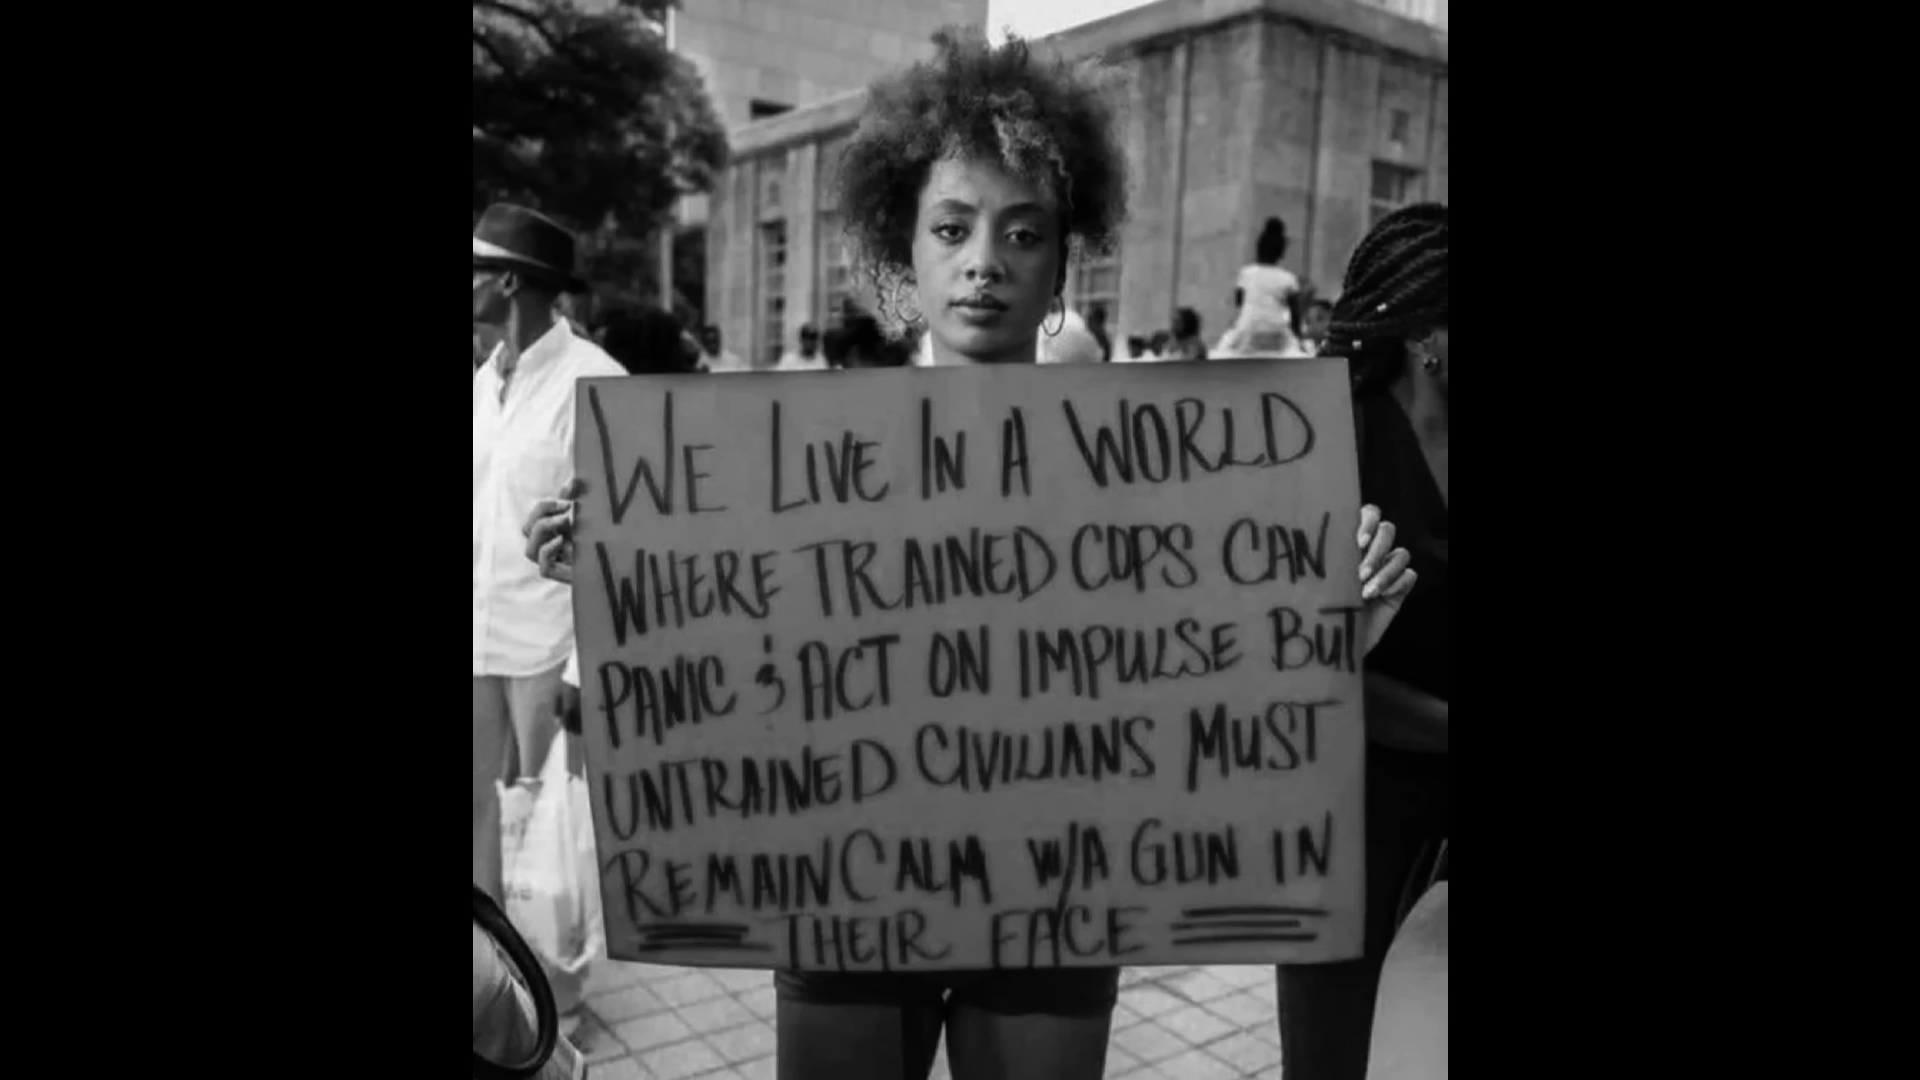 WE LIVE IN A WORLD
WHERE TRAINED COPS CAN
PANIC & ACT ON IMPULSE BUT
UNTRAINED CIVILIANS MUST
REMAIN CALM W/A GUN IN
THEIR FACE